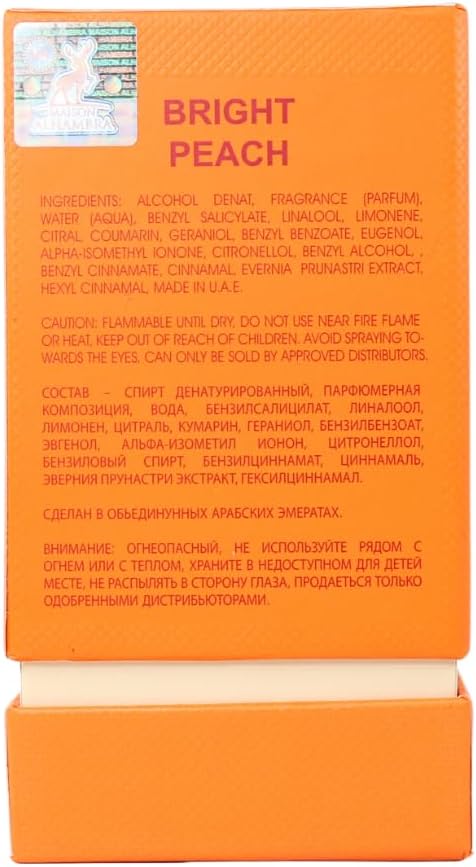 ALHAMBRA MAISON AL
MAISON
ALHAMBRA
BRIGHT
PEACH
INGREDIENTS: ALCOHOL DENAT, FRAGRANCE (PARFUM),
WATER (AQUA), BENZYL SALICYLATE, LINALOOL, LIMONENE,
CITRAL, COUMARIN, GERANIOL, BENZYL BENZOATE, EUGENOL,
ALPHA-ISOMETHYL IONONE, CITRONELLOL, BENZYL ALCOHOL, ,
BENZYL CINNAMATE, CINNAMAL, EVERNIA PRUNASTRI EXTRACT,
HEXYL CINNAMAL, MADE IN U.A.E.
CAUTION: FLAMMABLE UNTIL DRY, DO NOT USE NEAR FIRE FLAME
OR HEAT, KEEP OUT OF REACH OF CHILDREN. AVOID SPRAYING TO-
WARDS THE EYES. CAN ONLY BE SOLD BY APPROVED DISTRIBUTORS.
СОСТАВ – СПИРТ ДЕНАТУРИРОВАННЫЙ, ПАРФЮМЕРНАЯ
КОМПОЗИЦИЯ, ВОДА, БЕНЗИЛСАЛИЦИЛАТ, ЛИНАЛООЛ,
ЛИМОНЕН, ЦИТРАЛЬ, КУМАРИН, ГЕРАНИОЛ, БЕНЗИЛБЕНЗОАТ,
ЭВГЕНОЛ, АЛЬФА-ИЗОМЕТИЛ ИОНОН, ЦИТРОНЕЛЛОЛ,
БЕНЗИЛОВЫЙ СПИРТ, БЕНЗИЛЦИННАМАТ, ЦИННАМАЛЬ,
ЭВЕРНИЯ ПРУНАСТРИ ЭКСТРАКТ, ГЕКСИЛЦИННАМАЛ.
СДЕЛАН В ОБЬЕДИНУННЫХ АРАБСКИХ ЭМЕРАТАХ.
ВНИМАНИЕ: ОГНЕОПАСНЫЙ, НЕ ИСПОЛЬЗУЙТЕ РЯДОМ С
ОГНЕМ ИЛИ С ТЕПЛОМ, ХРАНИТЕ В НЕДОСТУПНОМ ДЛЯ ДЕТЕЙ
МЕСТЕ, НЕ РАСПЫЛЯТЬ В СТОРОНУ ГЛАЗА, ПРОДАЕТЬСЯ ТОЛЬКО
ОДОБРЕННЫМИ ДИСТРИБЬЮТОРАМИ.